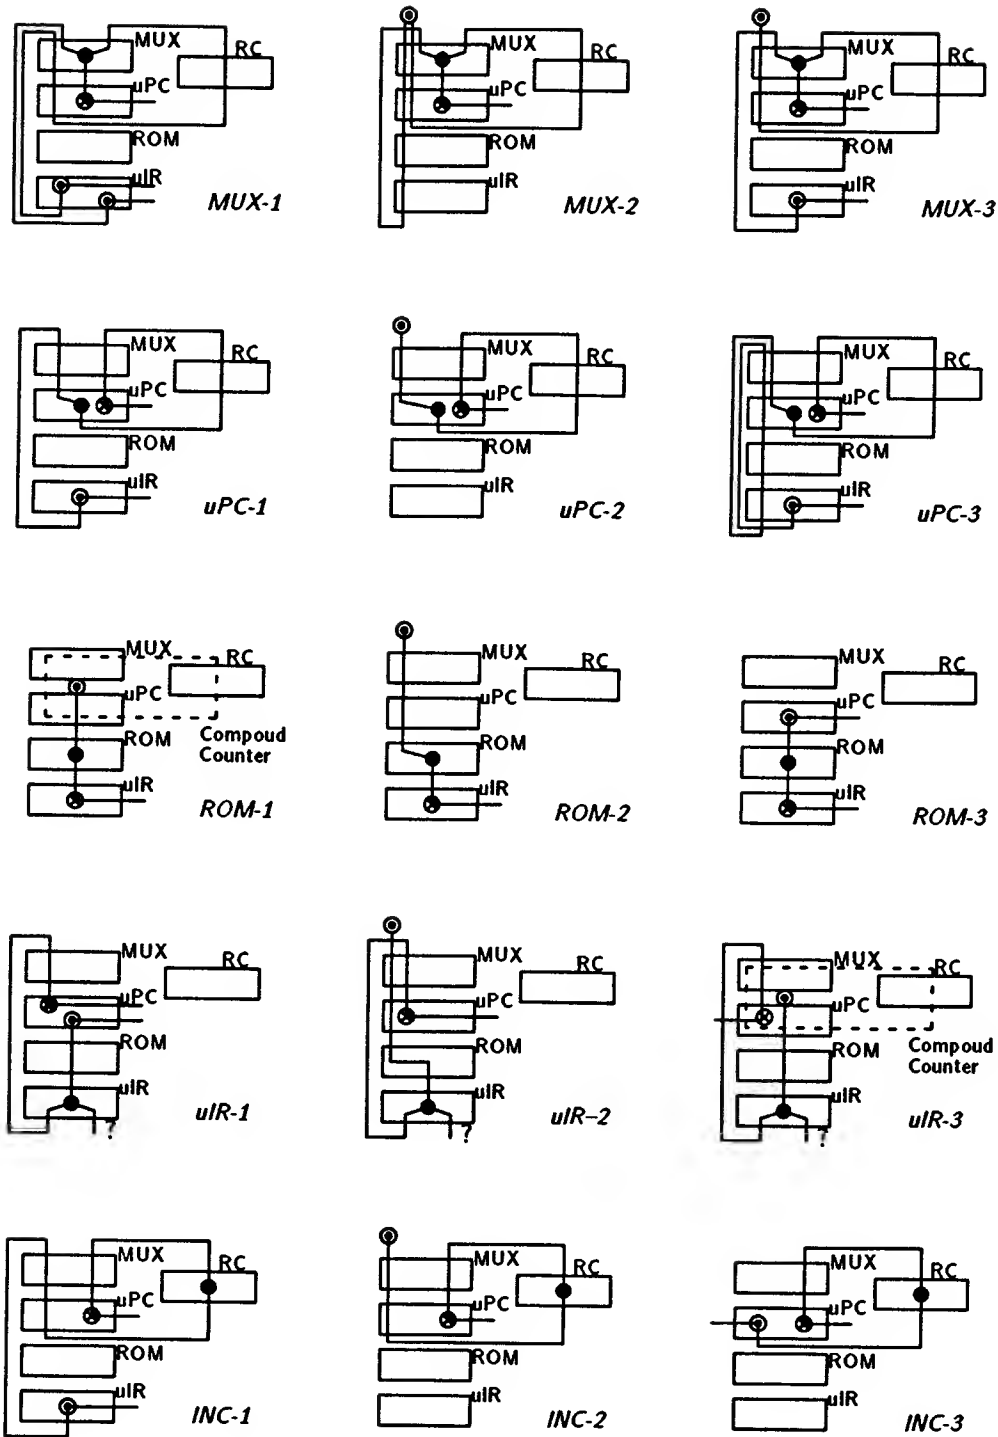 MUX RC
uPC
ROM
uIR
MUX-1
MUX RC
uPC
ROM
uIR
MUX-2
MUX RC
uPC
ROM
uIR
MUX-3
MUX RC
uPC
ROM
uIR
uPC-1
MUX RC
uPC
ROM
uIR
uPC-2
MUX RC
uPC
ROM
uIR
uPC-3
MUX RC
uPC
ROM
Compoud
Counter
uIR
ROM-1
MUX RC
uPC
ROM
uIR
ROM-2
MUX RC
uPC
ROM
uIR
ROM-3
MUX RC
uPC
ROM
uIR
?
uIR-1
MUX RC
uPC
ROM
uIR
?
uIR-2
MUX RC
uPC
ROM
Compoud
Counter
uIR
?
uIR-3
MUX RC
uPC
ROM
uIR
INC-1
MUX RC
uPC
ROM
uIR
INC-2
MUX RC
uPC
ROM
uIR
INC-3